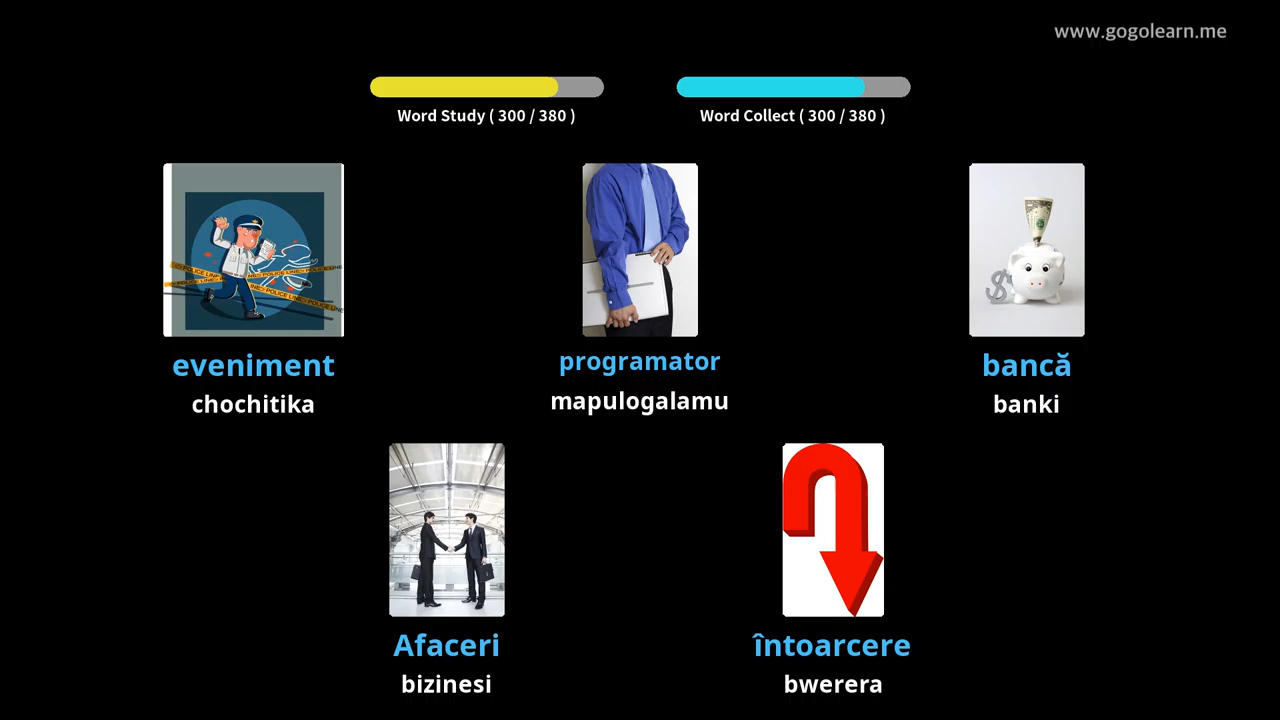 www.gogolearn.me
Word Study ( 300 / 380 )
Word Collect ( 300 / 380 )
eveniment
chochitika
programator
mapulogalamu
bancă
banki
Afaceri
bizinesi
întoarcere
bwerera